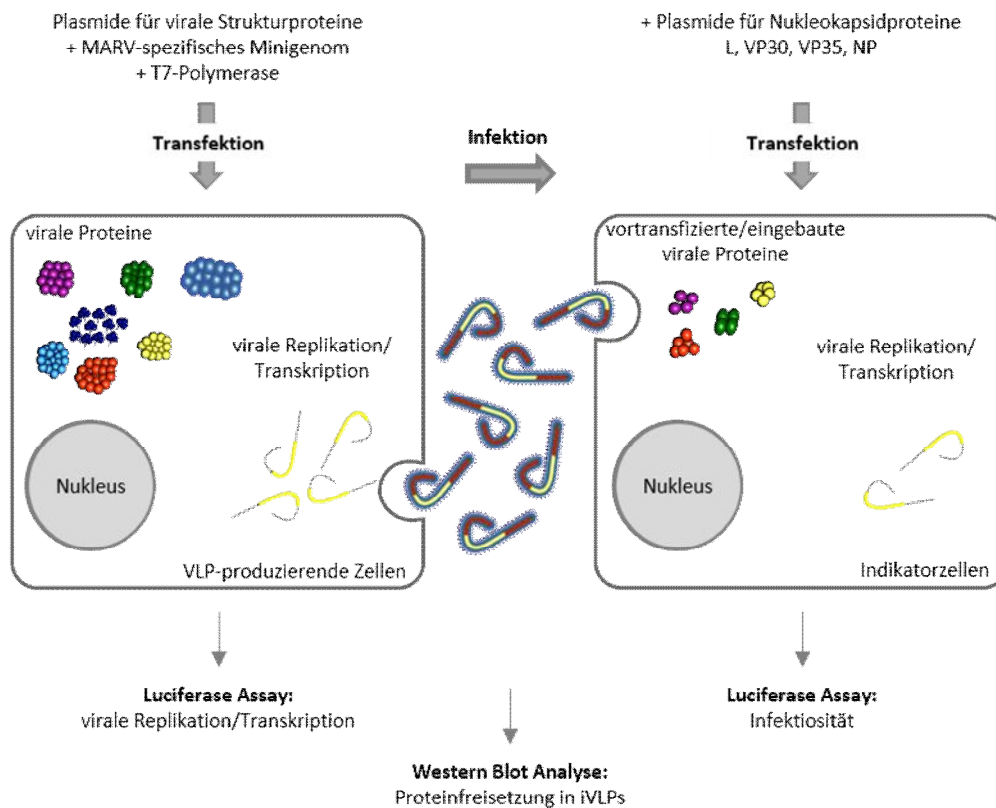 Plasmide für virale Strukturproteine
+ MARV-spezifisches Minigenom
+ T7-Polymerase
+ Plasmide für Nukleokapsidproteine
L, VP30, VP35, NP
Transfektion
Infektion
Transfektion
virale Proteine
virale Replikation/
Transkription
Nukleus
VLP-produzierende Zellen
vortransfizierte/eingebaute
virale Proteine
virale Replikation/
Transkription
Nukleus
Indikatorzellen
Luciferase Assay:
virale Replikation/Transkription
Luciferase Assay:
Infektiosität
Western Blot Analyse:
Proteinfreisetzung in iVLPs